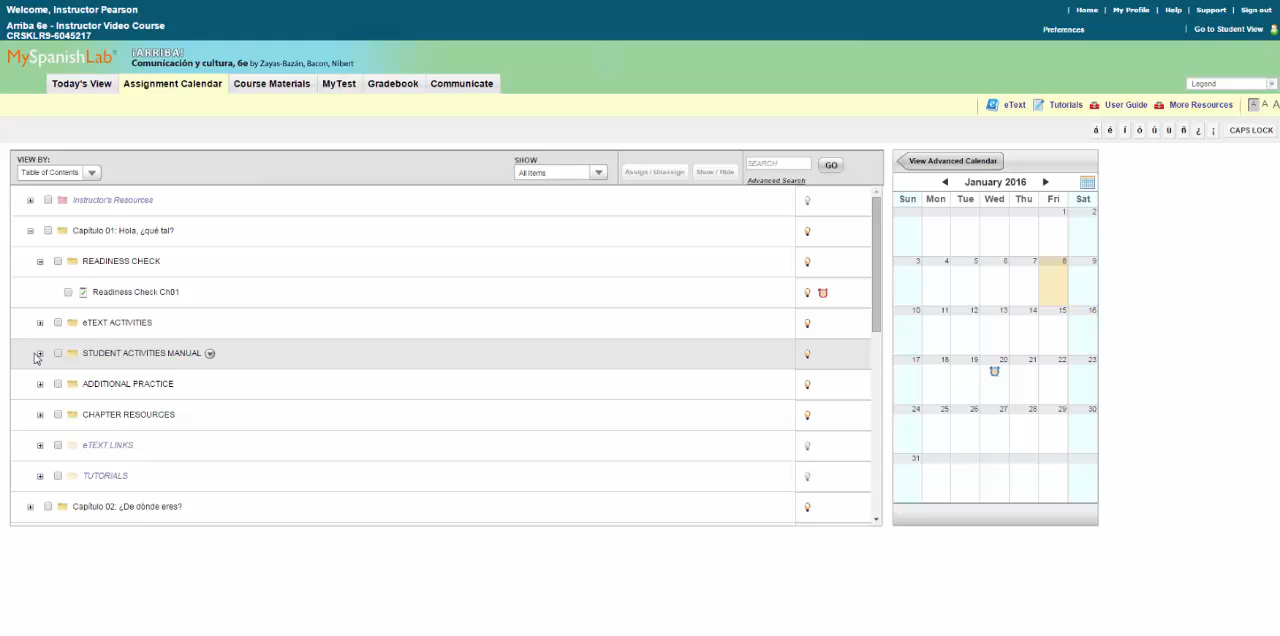 Welcome, Instructor Pearson
Home | My Profile | Help | Support | Sign out
Arriba 6e - Instructor Video Course
CRSKLR9-6045217
Preferences
Go to Student View
MySpanishLab®
¡ARRIBA!
Comunicación y cultura, 6e by Zayas-Bazán, Bacon, Nibert
Today's View
Assignment Calendar
Course Materials
MyTest
Gradebook
Communicate
Legend
eText
Tutorials
User Guide
More Resources
A A A
á é í ó ú ü ñ ¿ ¡ CAPS LOCK
VIEW BY:
Table of Contents
SHOW
All Items
Assign / Unassign
Show / Hide
SEARCH
GO
Advanced Search
Instructor's Resources
Capítulo 01: Hola, ¿qué tal?
READINESS CHECK
Readiness Check Ch01
eTEXT ACTIVITIES
STUDENT ACTIVITIES MANUAL
ADDITIONAL PRACTICE
CHAPTER RESOURCES
eTEXT LINKS
TUTORIALS
Capítulo 02: ¿De dónde eres?
View Advanced Calendar
January 2016
Sun Mon Tue Wed Thu Fri Sat
1 2
3 4 5 6 7 8 9
10 11 12 13 14 15 16
17 18 19 20 21 22 23
24 25 26 27 28 29 30
31